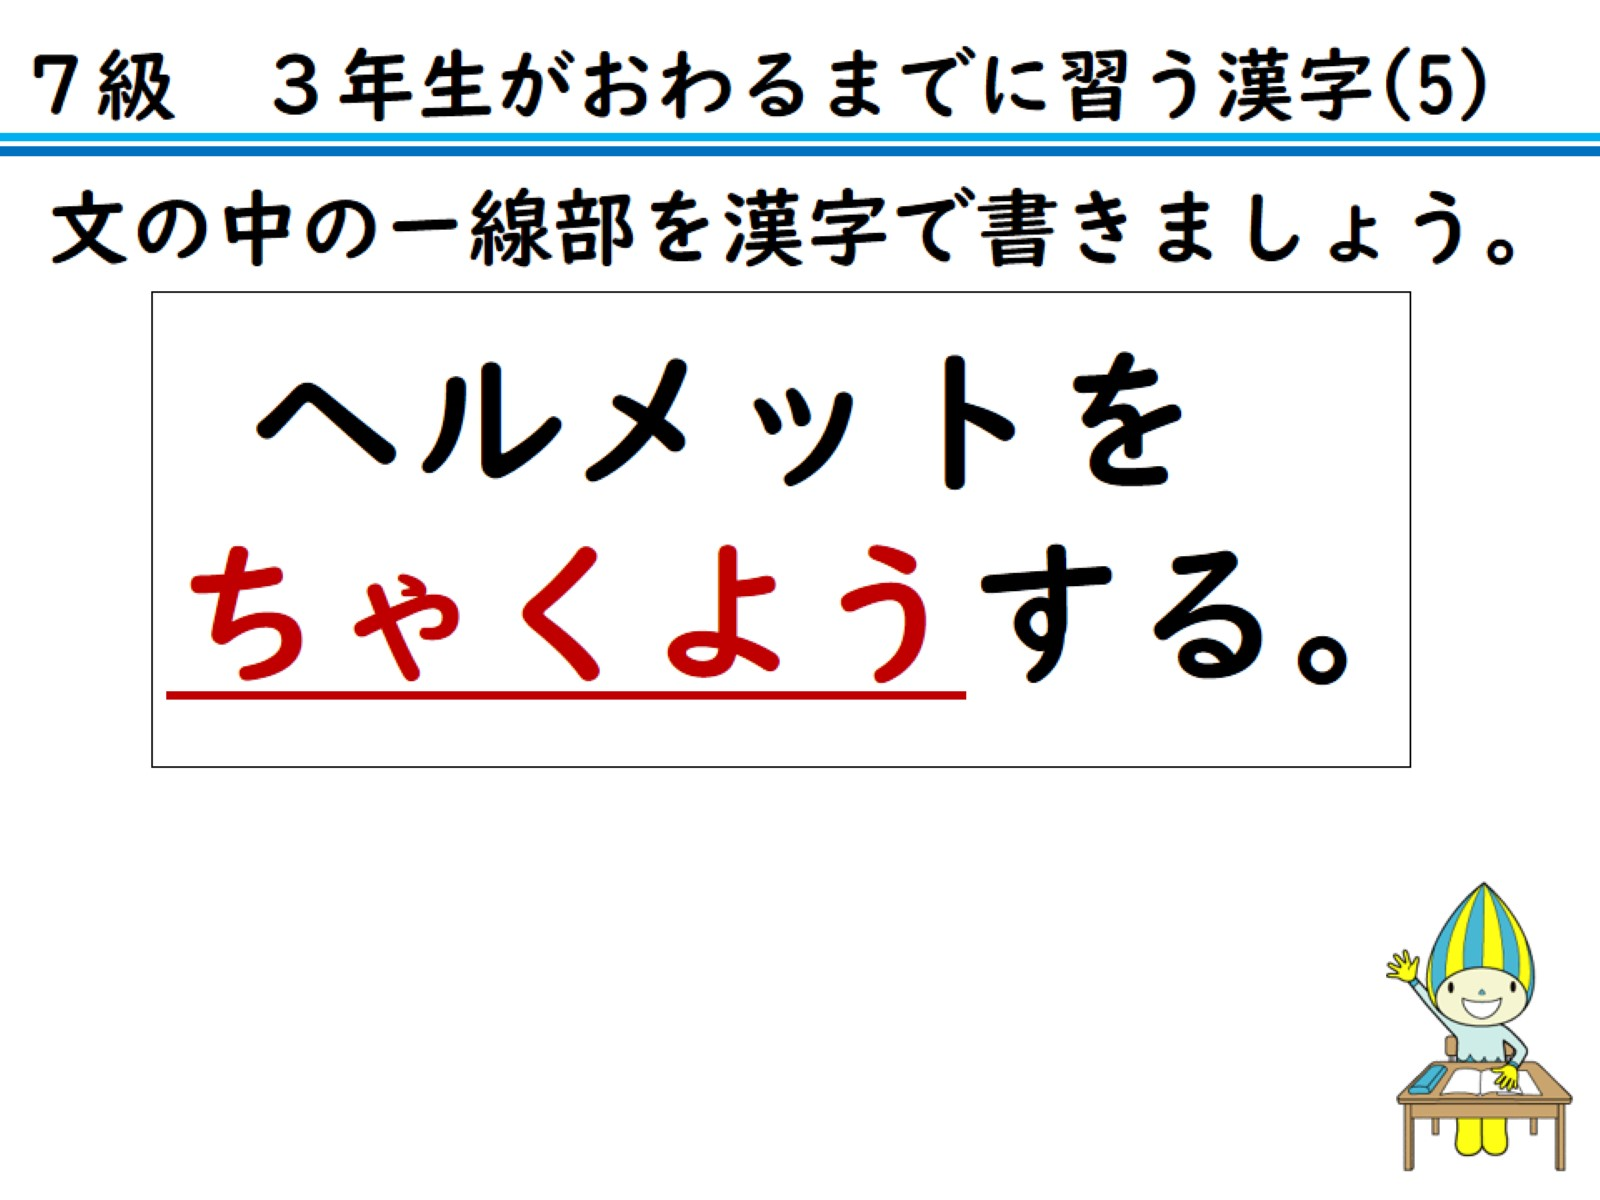 ７級　３年生がおわるまでに習う漢字(5)
文の中の一線部を漢字で書きましょう。
ヘルメットを
ちゃくようする。